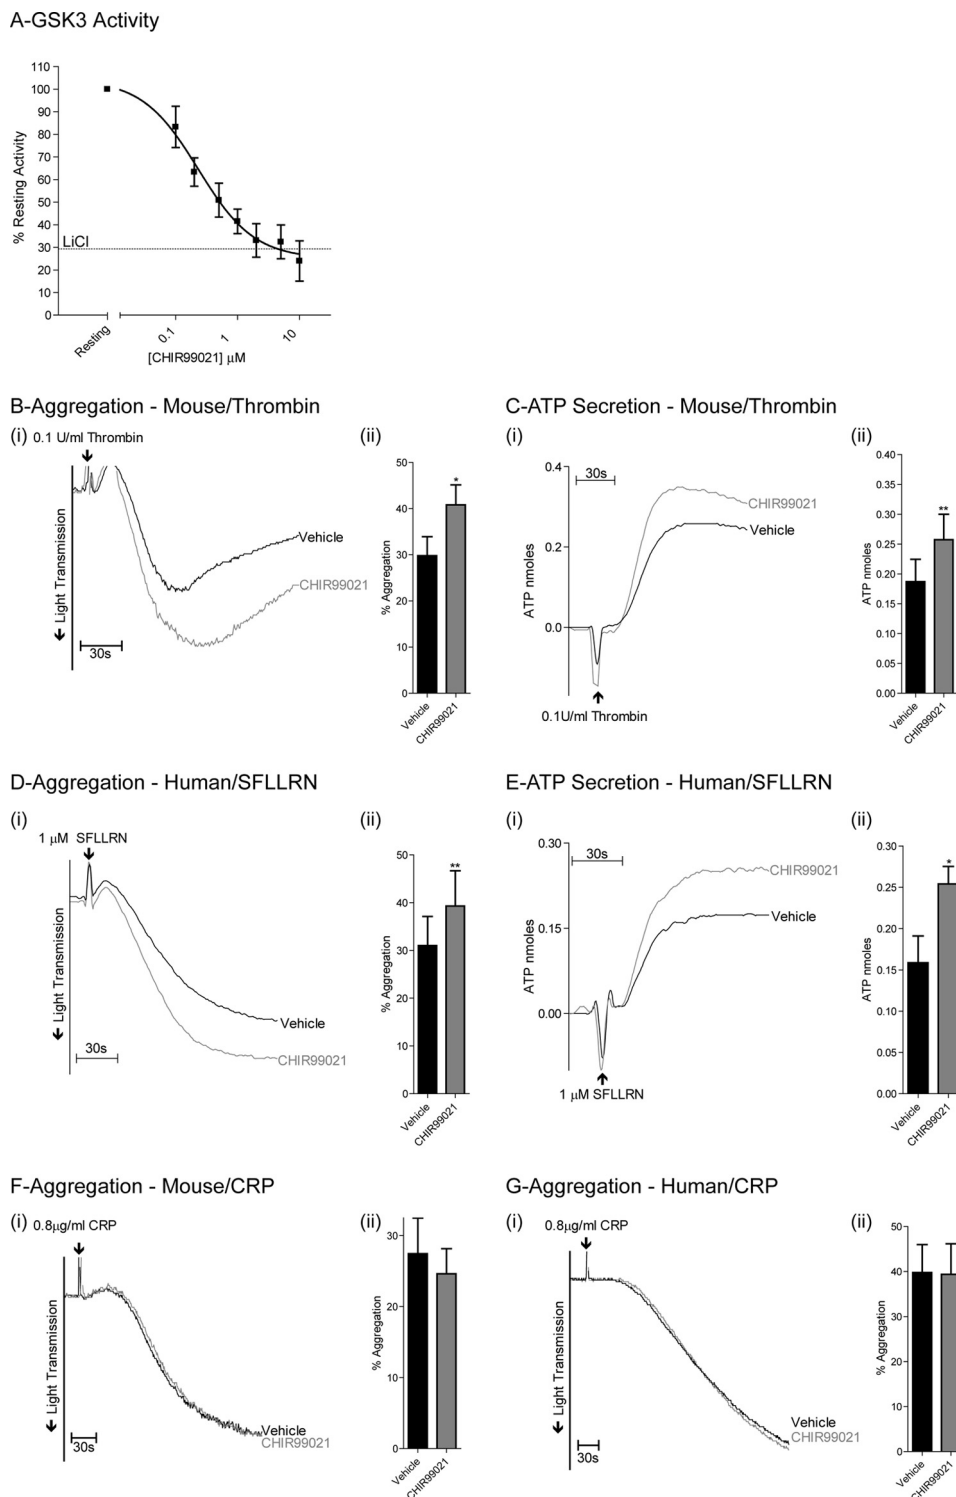 A-GSK3 Activity
110
100
90
80
70
60
50
40
30
20
10
0
% Resting Activity
LiCl
Resting
0.1
1
10
[CHIR99021] μM
B-Aggregation - Mouse/Thrombin
(i) 0.1 U/ml Thrombin
Light Transmission
Vehicle
CHIR99021
30s
(ii)
50
40
30
20
10
0
% Aggregation
*
Vehicle
CHIR99021
C-ATP Secretion - Mouse/Thrombin
(i)
30s
0.4
0.2
0.0
ATP nmoles
CHIR99021
Vehicle
0.1U/ml Thrombin
(ii)
0.40
0.35
0.30
0.25
0.20
0.15
0.10
0.05
0.00
ATP nmoles
**
Vehicle
CHIR99021
D-Aggregation - Human/SFLLRN
(i)
1 μM SFLLRN
Light Transmission
Vehicle
CHIR99021
30s
(ii)
50
40
30
20
10
0
% Aggregation
**
Vehicle
CHIR99021
E-ATP Secretion - Human/SFLLRN
(i)
30s
0.30
0.15
0.00
ATP nmoles
CHIR99021
Vehicle
1 μM SFLLRN
(ii)
0.30
0.25
0.20
0.15
0.10
0.05
0.00
ATP nmoles
*
Vehicle
CHIR99021
F-Aggregation - Mouse/CRP
(i) 0.8μg/ml CRP
Light Transmission
Vehicle
CHIR99021
30s
(ii)
30
20
10
0
% Aggregation
Vehicle
CHIR99021
G-Aggregation - Human/CRP
(i)
0.8μg/ml CRP
Light Transmission
Vehicle
CHIR99021
30s
(ii)
50
40
30
20
10
0
% Aggregation
Vehicle
CHIR99021